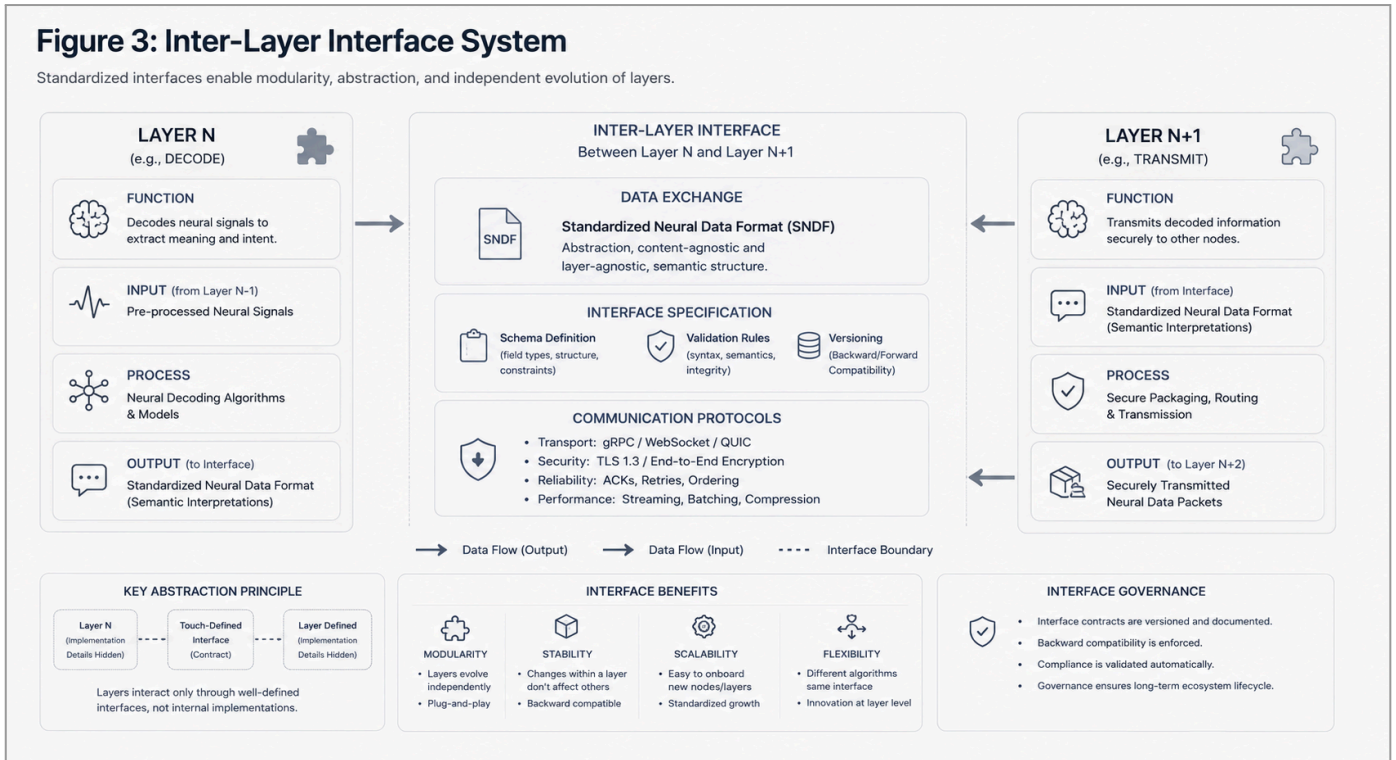 Figure 3: Inter-Layer Interface System
Standardized interfaces enable modularity, abstraction, and independent evolution of layers.
LAYER N
(e.g., DECODE)
FUNCTION
Decodes neural signals to
extract meaning and intent.
INPUT (from Layer N-1)
Pre-processed Neural Signals
PROCESS
Neural Decoding Algorithms
& Models
OUTPUT (to Interface)
Standardized Neural Data Format
(Semantic Interpretations)
INTER-LAYER INTERFACE
Between Layer N and Layer N+1
DATA EXCHANGE
SNDF
Standardized Neural Data Format (SNDF)
Abstraction, content-agnostic and
layer-agnostic, semantic structure.
INTERFACE SPECIFICATION
Schema Definition
(field types, structure,
constraints)
Validation Rules
(syntax, semantics,
integrity)
Versioning
(Backward/Forward
Compatibility)
COMMUNICATION PROTOCOLS
• Transport: gRPC / WebSocket / QUIC
• Security: TLS 1.3 / End-to-End Encryption
• Reliability: ACKs, Retries, Ordering
• Performance: Streaming, Batching, Compression
LAYER N+1
(e.g., TRANSMIT)
FUNCTION
Transmits decoded information
securely to other nodes.
INPUT (from Interface)
Standardized Neural Data Format
(Semantic Interpretations)
PROCESS
Secure Packaging, Routing
& Transmission
OUTPUT (to Layer N+2)
Securely Transmitted
Neural Data Packets
Data Flow (Output) Data Flow (Input) Interface Boundary
KEY ABSTRACTION PRINCIPLE
Layer N
(Implementation
Details Hidden)
Touch-Defined
Interface
(Contract)
Layer Defined
(Implementation
Details Hidden)
Layers interact only through well-defined
interfaces, not internal implementations.
INTERFACE BENEFITS
MODULARITY
• Layers evolve
independently
• Plug-and-play
STABILITY
• Changes within a layer
don't affect others
• Backward compatible
SCALABILITY
• Easy to onboard
new nodes/layers
• Standardized growth
FLEXIBILITY
• Different algorithms
same interface
• Innovation at layer level
INTERFACE GOVERNANCE
• Interface contracts are versioned and documented.
• Backward compatibility is enforced.
• Compliance is validated automatically.
• Governance ensures long-term ecosystem lifecycle.